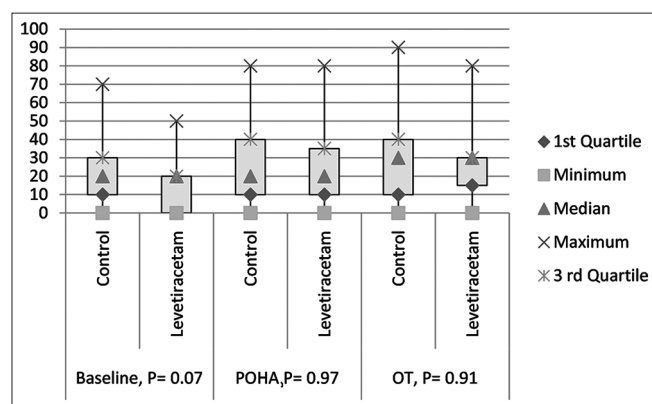 100
90
80
70
60
50
40
30
20
10
0
Control
Levetiracetam
Control
Levetiracetam
Control
Levetiracetam
Baseline, P= 0.07
POHA,P= 0.97
OT, P= 0.91
1st Quartile
Minimum
Median
Maximum
3 rd Quartile